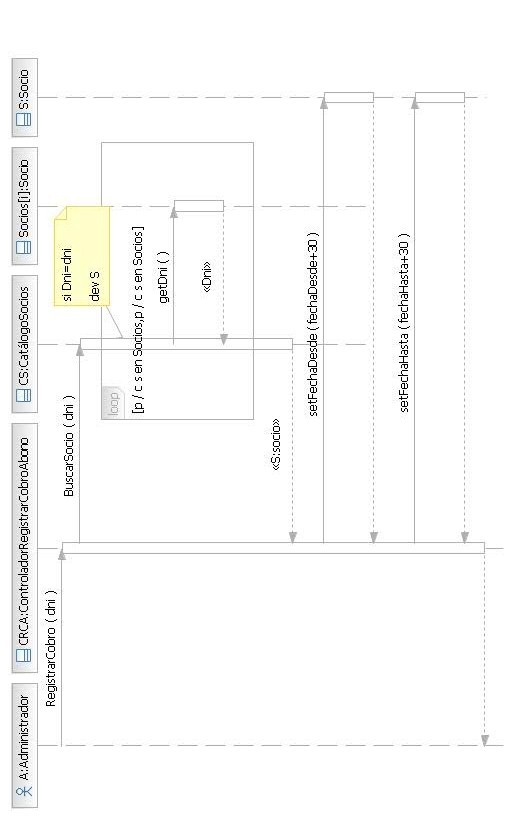 A:Administrador
CRCA:ControladorRegistrarCobroAbono
CS:CatálogoSocios
Socios[i]:Socio
S:Socio
RegistrarCobro ( dni )
BuscarSocio ( dni )
si Dni=dni
dev S
loop
[p / c s en Socios,p / c s en Socios]
getDni ( )
«Dni»
«S:socio»
setFechaDesde ( fechaDesde+30 )
setFechaHasta ( fechaHasta+30 )